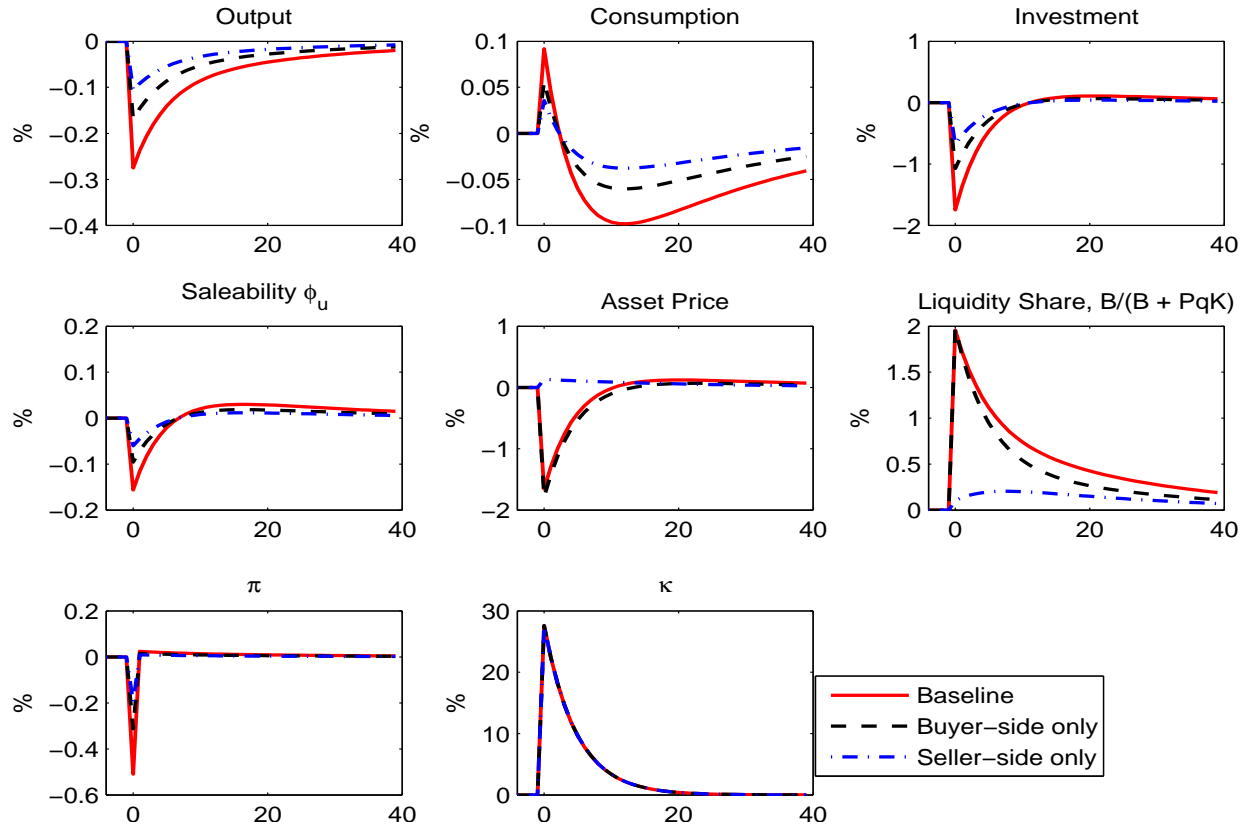 Output
Consumption
Investment
0
−0.1
−0.2
−0.3
−0.4
%
0 20 40
0.1
0.05
0
−0.05
−0.1
%
0 20 40
1
0
−1
−2
%
0 20 40
Saleability ϕu
Asset Price
Liquidity Share, B/(B + PqK)
0.2
0.1
0
−0.1
−0.2
%
0 20 40
1
0
−1
−2
%
0 20 40
2
1.5
1
0.5
0
%
0 20 40
π
κ
0.2
0
−0.2
−0.4
−0.6
%
0 20 40
30
20
10
0
%
0 20 40
Baseline
Buyer−side only
Seller−side only